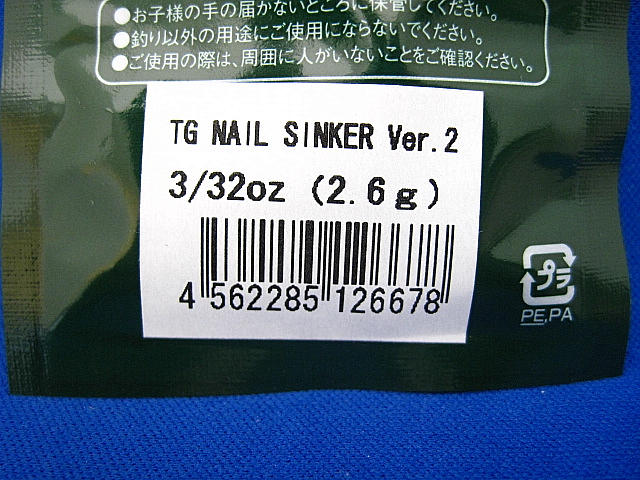 ●お子様の手の届かないところに保管してください。
●釣り以外の用途にご使用にならないでください。
●ご使用の際は、周囲に人がいないことをご確認ください。
TG NAIL SINKER Ver.2
3/32oz (2.6g)
4 562285 126678
プラ
PE,PA